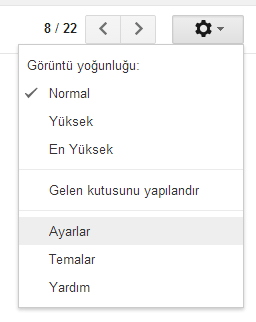 8 / 22
Görüntü yoğunluğu:
Normal
Yüksek
En Yüksek
Gelen kutusunu yapılandır
Ayarlar
Temalar
Yardım